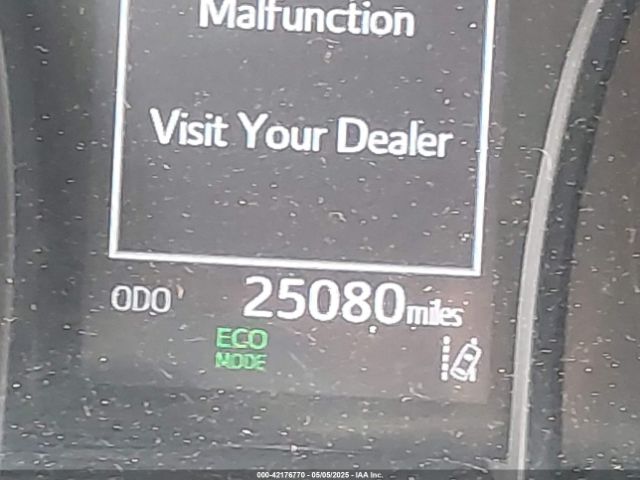 Malfunction
Visit Your Dealer
ODO 25080 miles
ECO
MODE
000-42176770 - 05/05/2025 - IAA Inc.